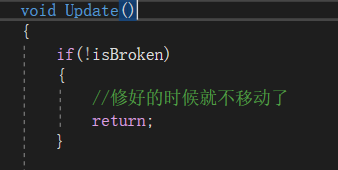 void Update()
{
if(!isBroken)
{
//修好的时候就不移动了
return;
}